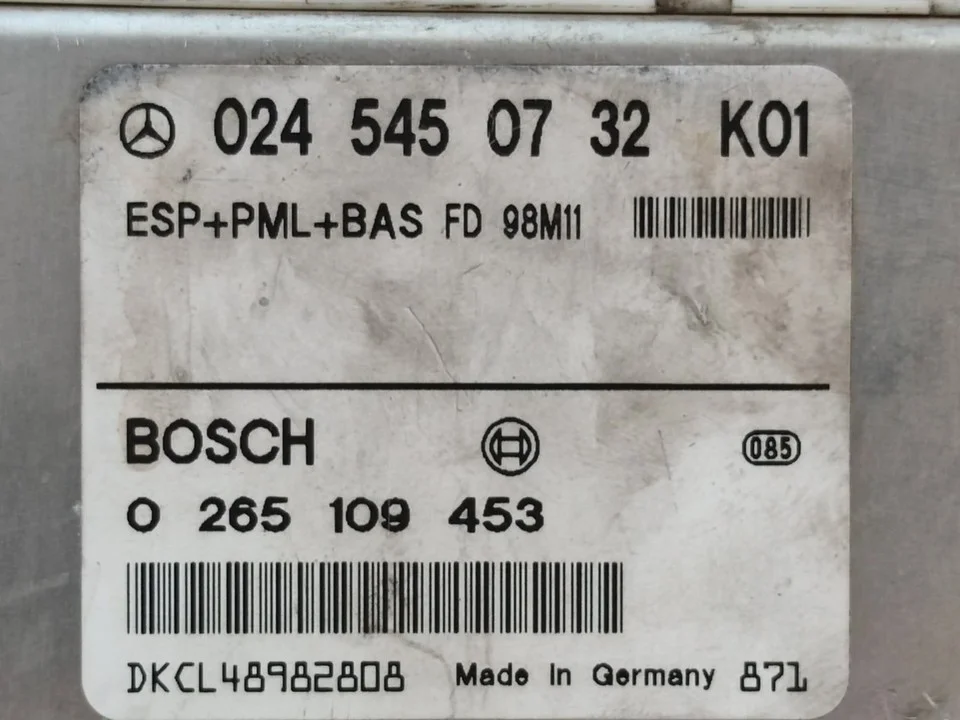 024 545 07 32 K01
ESP+PML+BAS FD 98M11
BOSCH 085
0 265 109 453
DKCL48982808 Made In Germany 871